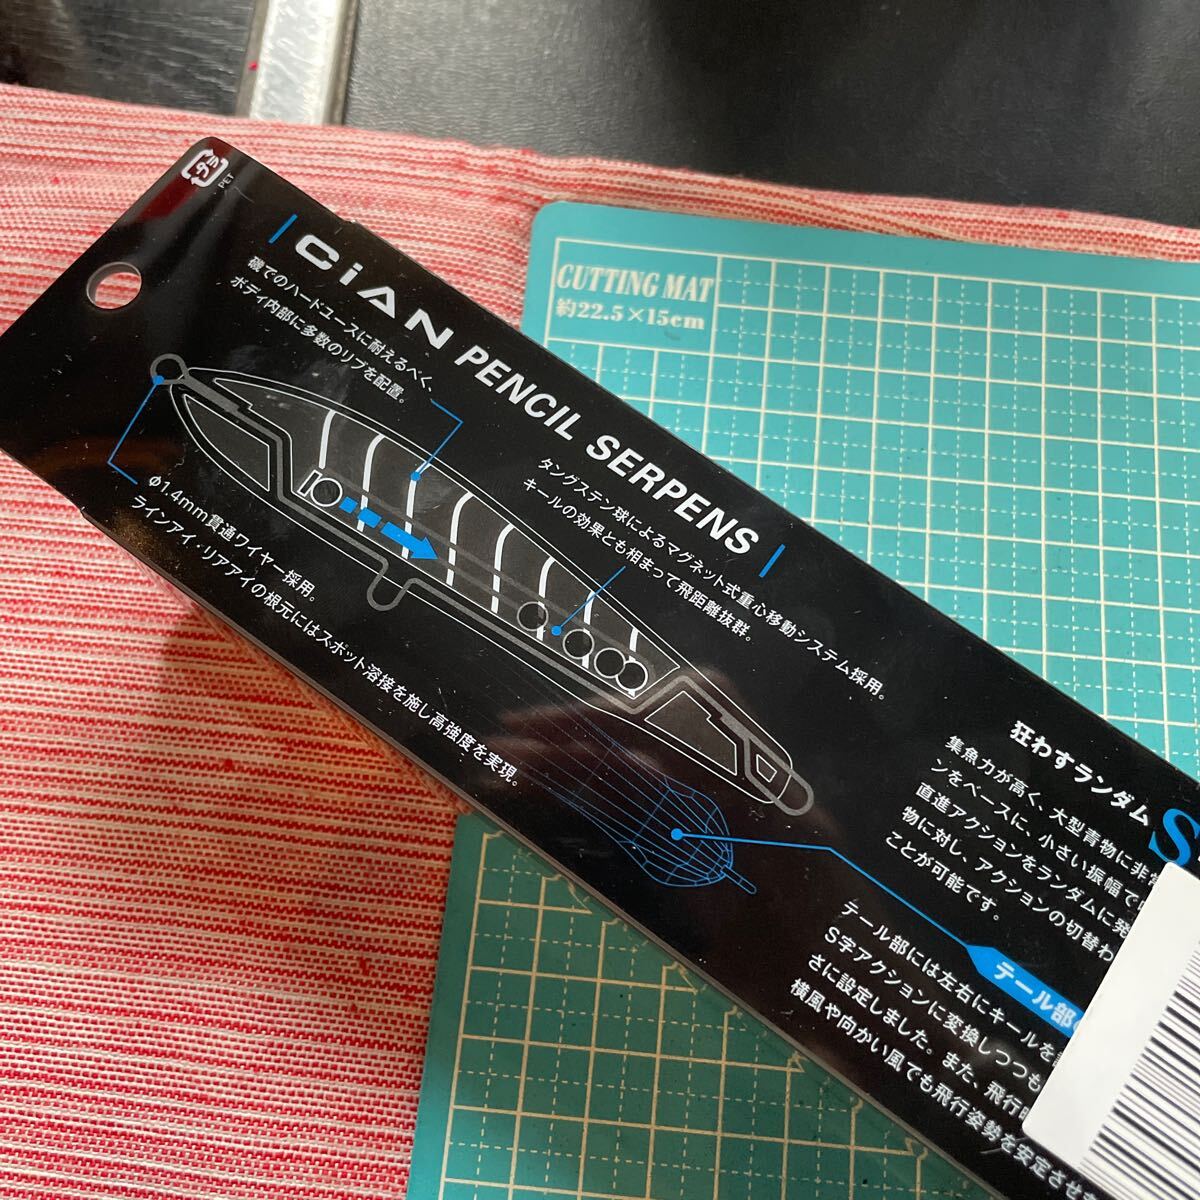 プラ
PET
CUTTING MAT
約22.5×15cm
CiAN PENCIL SERPENS
磯でのハードユースに耐えるべく、
ボディ内部に多数のリブを配置。
タングステン球によるマグネット式重心移動システム採用。
キールの効果とも相まって飛距離抜群。
φ1.4mm貫通ワイヤー採用。
ラインアイ・リアアイの根元にはスポット溶接を施し高強度を実現。
狂わすランダムS
集魚力が高く、大型青物に非常
ンをベースに、小さい振幅で
直進アクションをランダムに発
物に対し、アクションの切替わ
ことが可能です。
テール部の
テール部には左右にキールを
S字アクションに変換しつつも
さに設定しました。また、飛行時
横風や向かい風でも飛行姿勢を安定させ